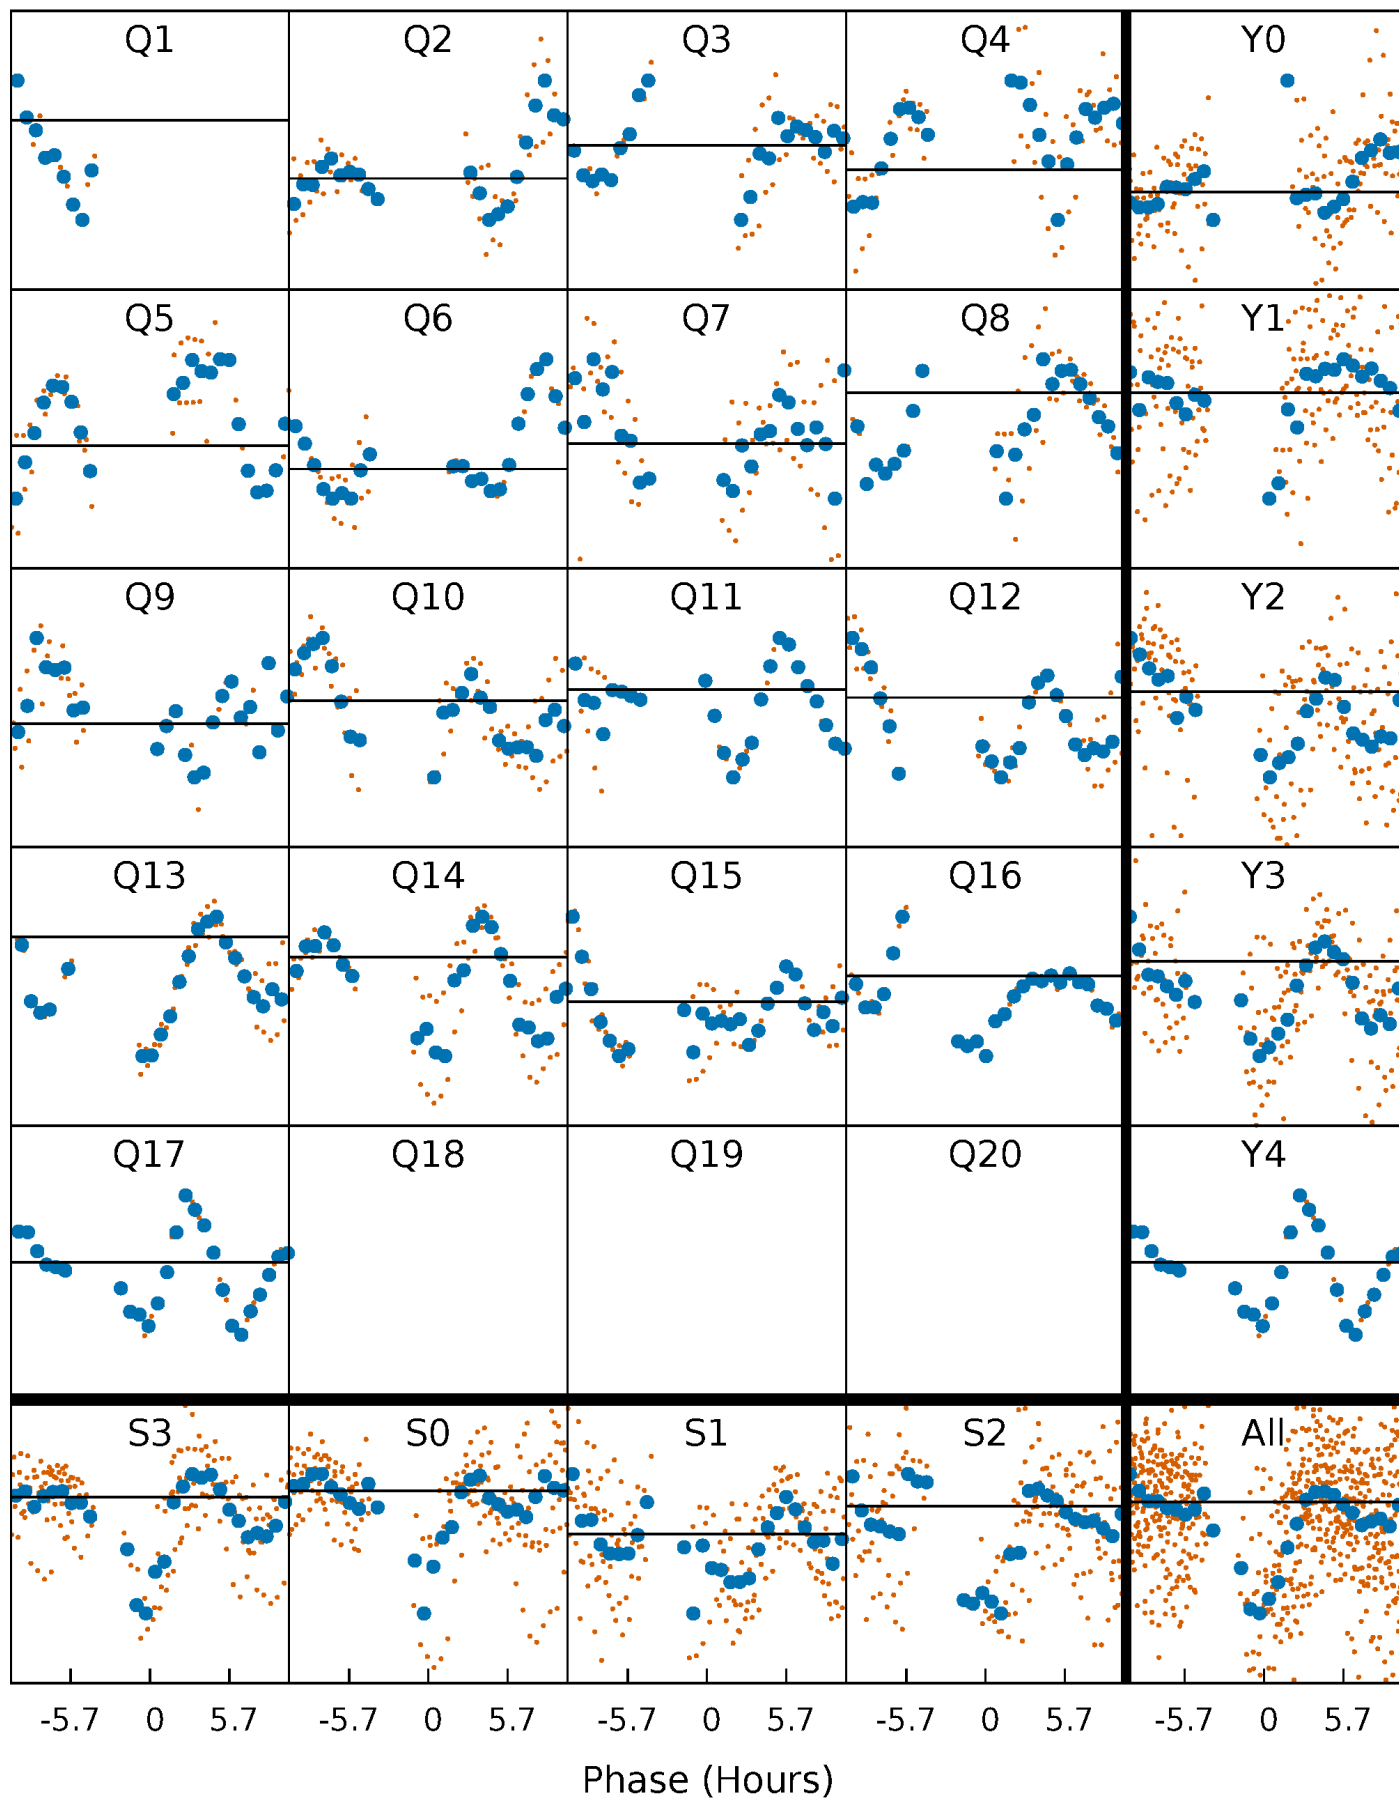 Q1 Q2 Q3 Q4 Y0
Q5 Q6 Q7 Q8 Y1
Q9 Q10 Q11 Q12 Y2
Q13 Q14 Q15 Q16 Y3
Q17 Q18 Q19 Q20 Y4
S3 S0 S1 S2 All
-5.7 0 5.7 -5.7 0 5.7 -5.7 0 5.7 -5.7 0 5.7 -5.7 0 5.7
Phase (Hours)